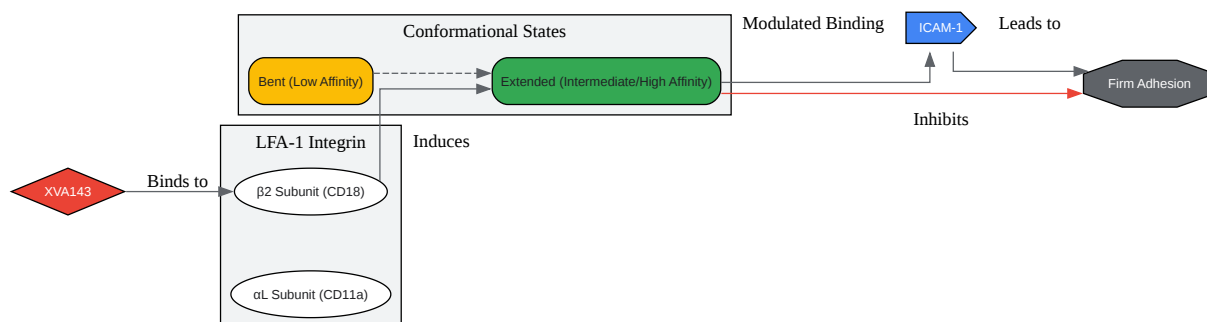 Conformational States
Modulated Binding
ICAM-1
Leads to
Bent (Low Affinity)
Extended (Intermediate/High Affinity)
Firm Adhesion
Inhibits
LFA-1 Integrin
Induces
XVA143
Binds to
β2 Subunit (CD18)
αL Subunit (CD11a)